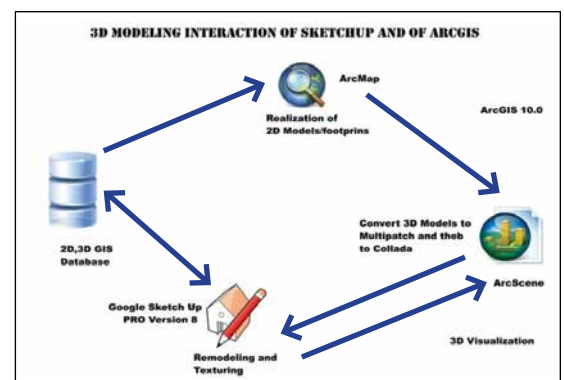 3D MODELING INTERACTION OF SKETCHUP AND OF ARCGIS
ArcMap
Realization of
2D Models/footprins
ArcGIS 10.0
2D,3D GIS
Database
Convert 3D Models to
Multipatch and theb
to Collada
ArcScene
Google Sketch Up
PRO Version 8
Remodeling and
Texturing
3D Visualization